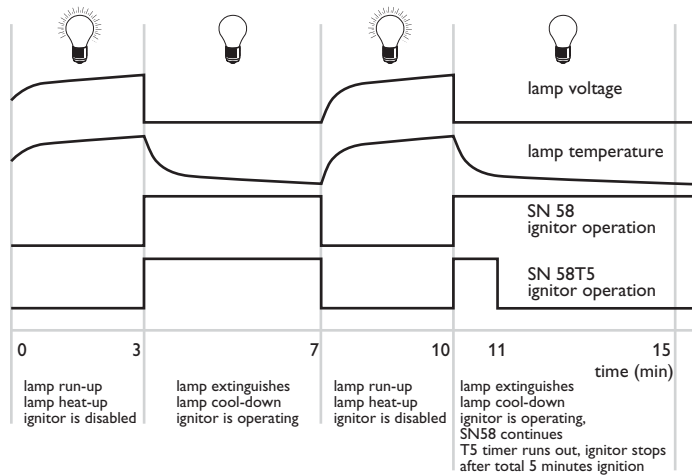 lamp voltage
lamp temperature
SN 58
ignitor operation
SN 58T5
ignitor operation
0 3 7 10 11 15
time (min)
lamp run-up
lamp heat-up
ignitor is disabled
lamp extinguishes
lamp cool-down
ignitor is operating
lamp run-up
lamp heat-up
ignitor is disabled
lamp extinguishes
lamp cool-down
ignitor is operating,
SN58 continues
T5 timer runs out, ignitor stops
after total 5 minutes ignition